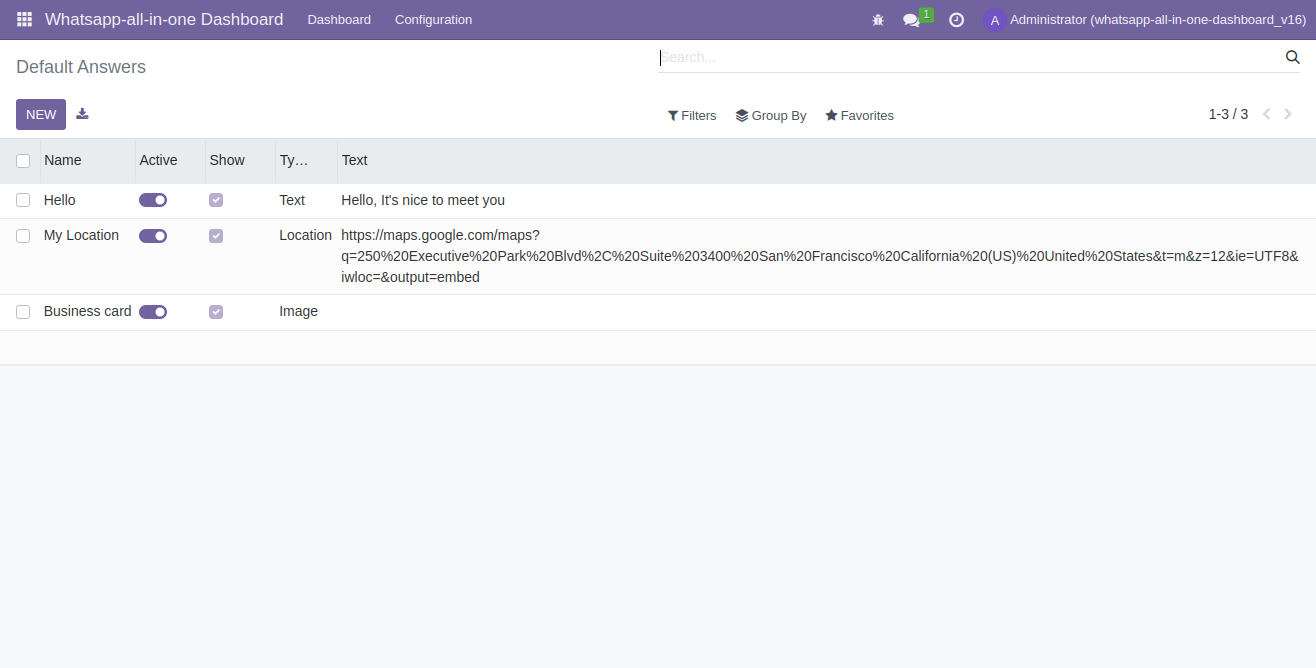 Whatsapp-all-in-one Dashboard Dashboard Configuration 1 A Administrator (whatsapp-all-in-one-dashboard_v16)
Default Answers Search...
NEW Filters Group By Favorites 1-3 / 3
Name Active Show Ty... Text
Hello Text Hello, It's nice to meet you
My Location Location https://maps.google.com/maps?
q=250%20Executive%20Park%20Blvd%2C%20Suite%203400%20San%20Francisco%20California%20(US)%20United%20States&t=m&z=12&ie=UTF8&
iwloc=&output=embed
Business card Image